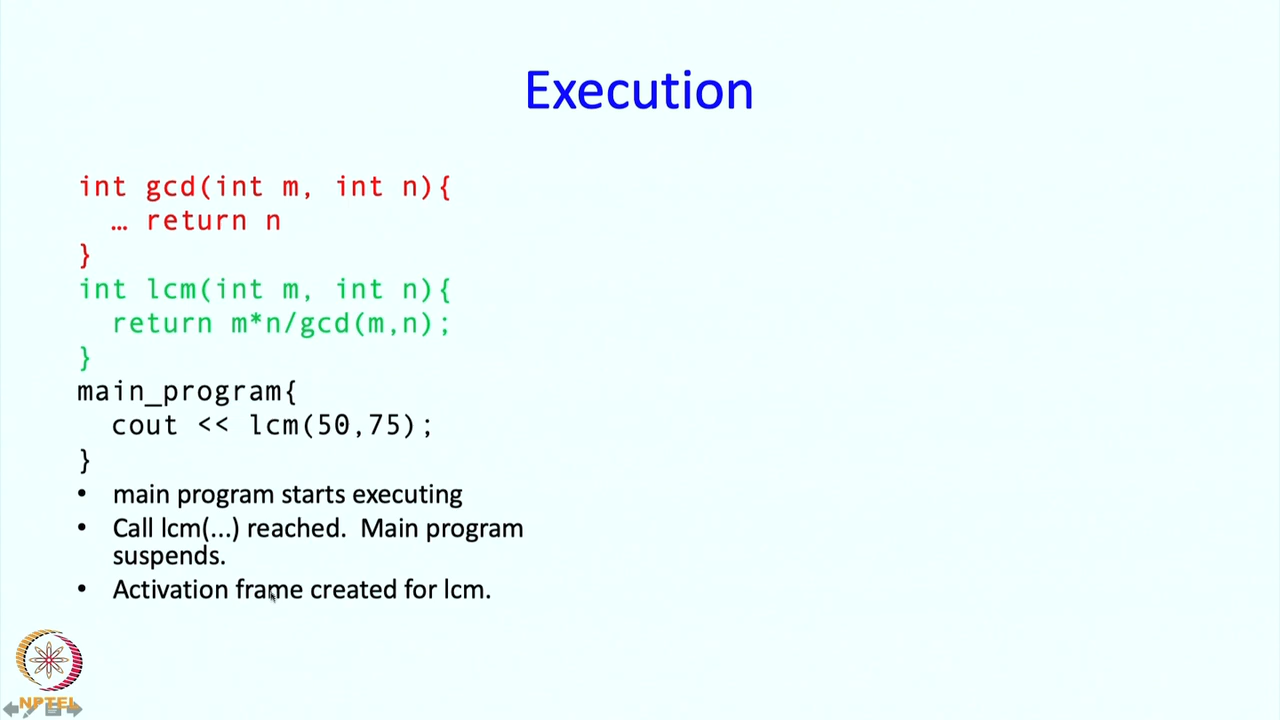 Execution
int gcd(int m, int n){
… return n
}
int lcm(int m, int n){
return m*n/gcd(m,n);
}
main_program{
cout << lcm(50,75);
}
• main program starts executing
• Call lcm(...) reached. Main program
suspends.
• Activation frame created for lcm.
NPTEL